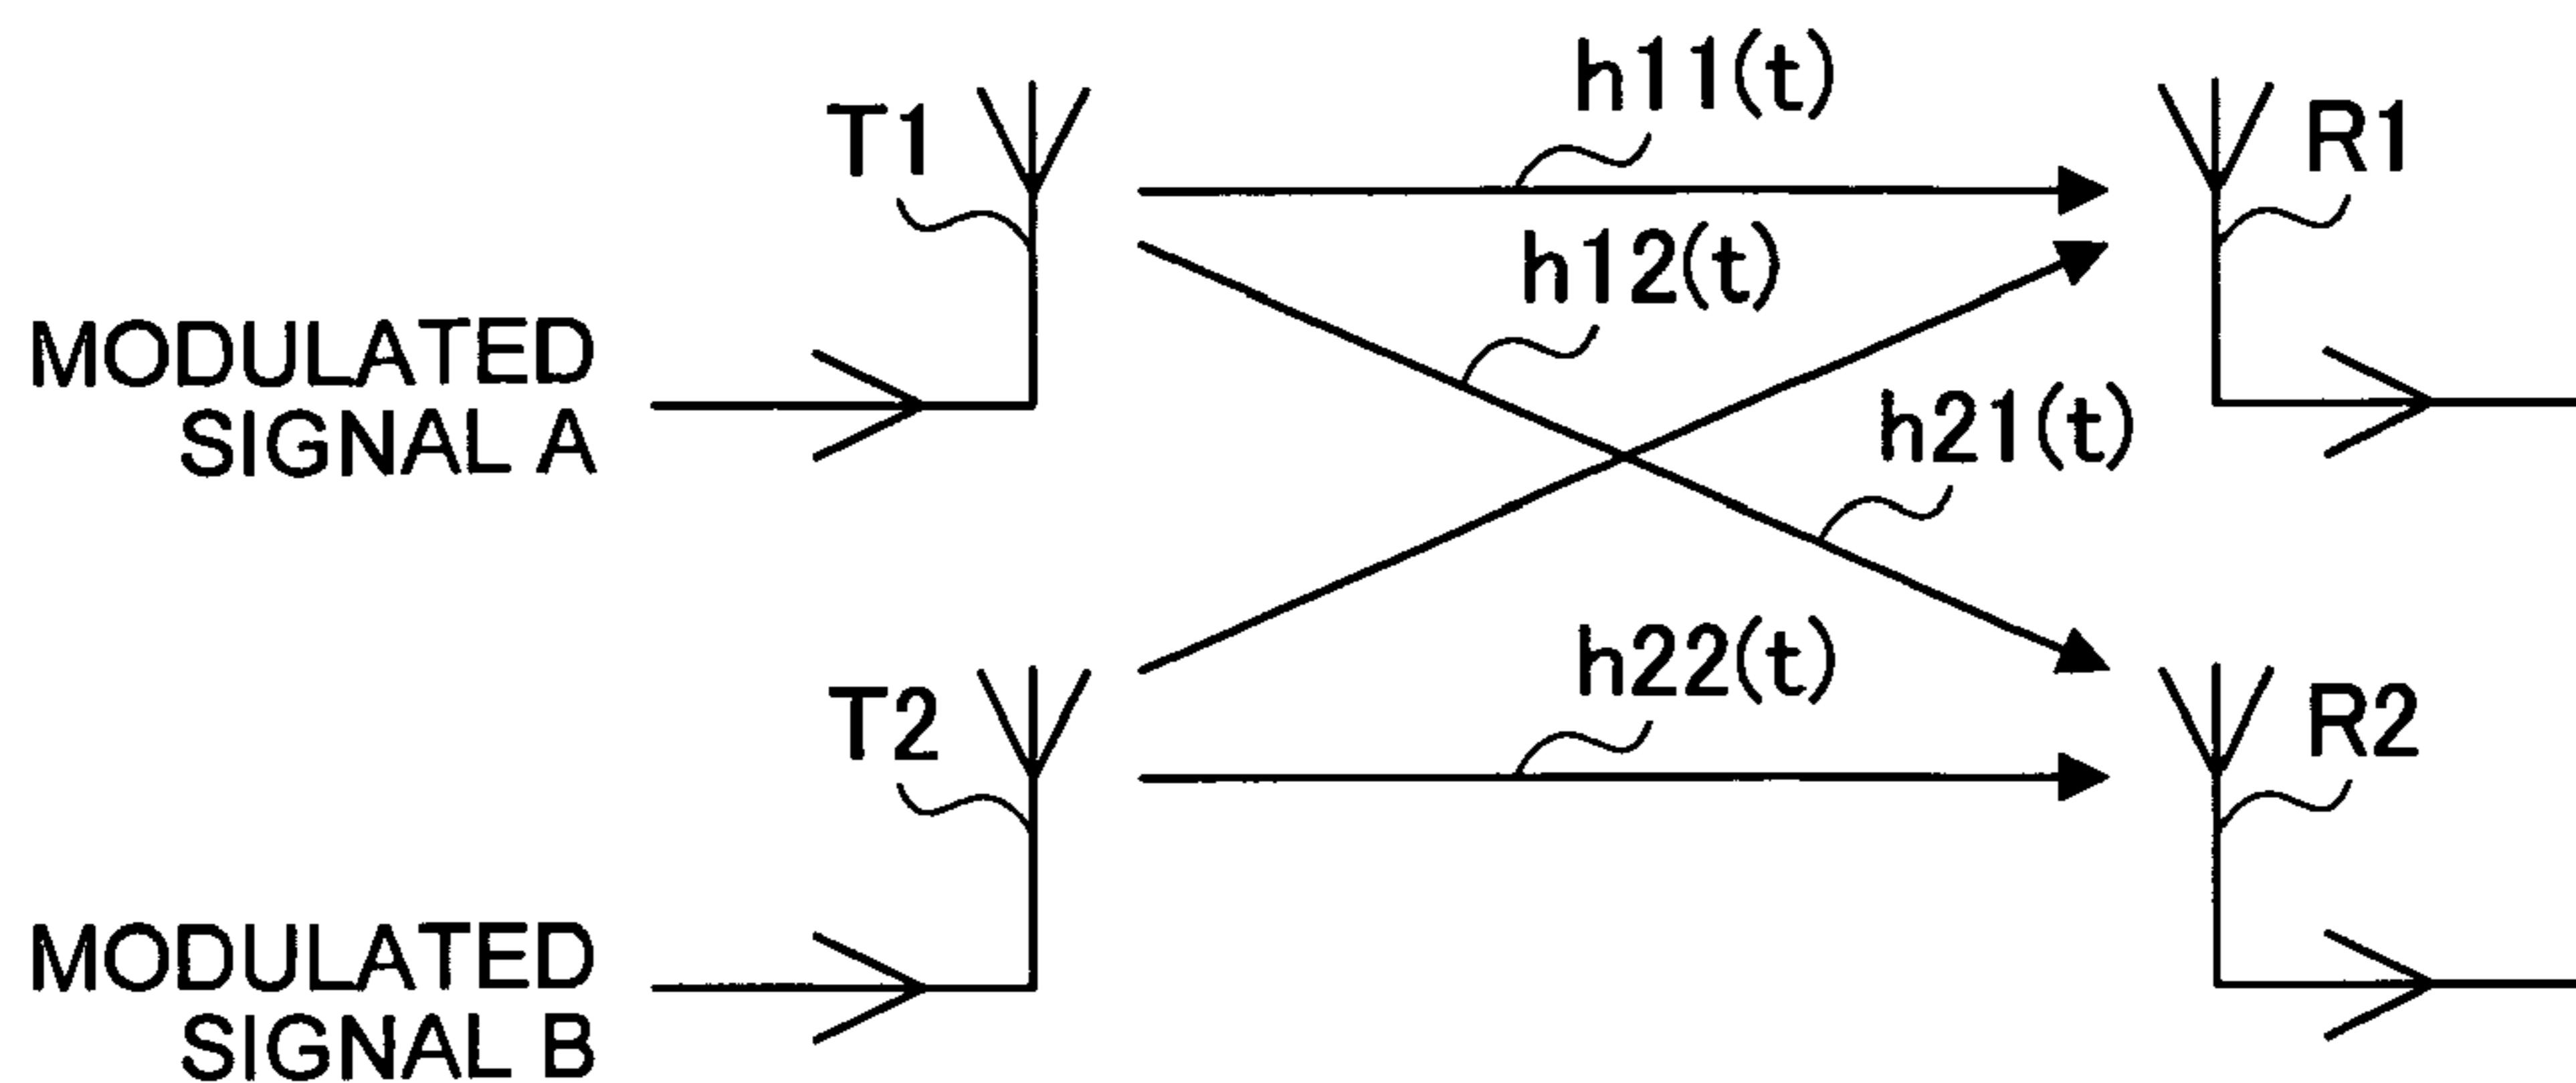 h11(t)
T1
R1
h12(t)
MODULATED
SIGNAL A
h21(t)
h22(t)
T2
R2
MODULATED
SIGNAL B